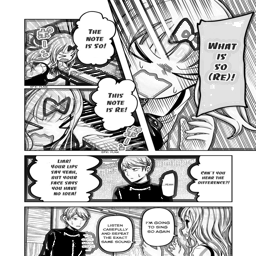 WHAT
IS
SO
(RE)!
THE
NOTE
IS SO!
THIS
NOTE
IS RE!
CAN'T YOU
HEAR THE
DIFFERENCE?!
LIAR!
YOUR LIPS
SAY YEAH,
BUT YOUR
FACE SAYS
YOU HAVE
NO IDEA!
I'M GOING
TO SING
SO AGAIN
LISTEN
CAREFULLY
AND REPEAT
THE EXACT
SAME SOUND